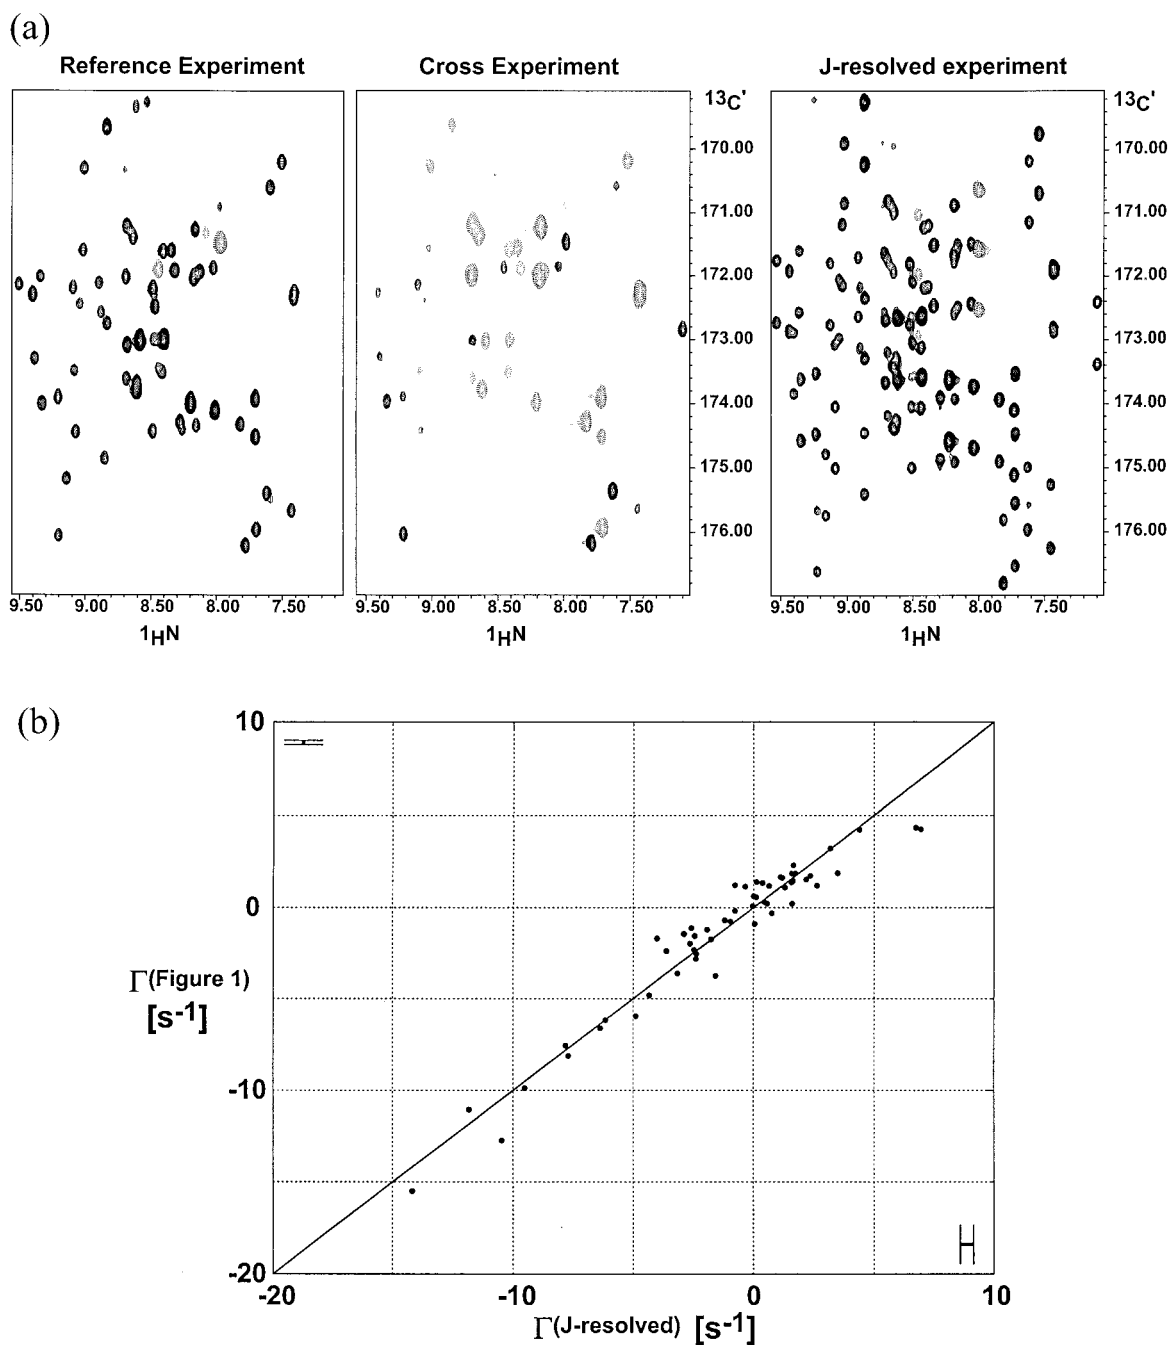 (a)
Reference Experiment
Cross Experiment
J-resolved experiment
13C'
170.00
171.00
172.00
173.00
174.00
175.00
176.00
13C'
170.00
171.00
172.00
173.00
174.00
175.00
176.00
9.50 9.00 8.50 8.00 7.50
9.50 9.00 8.50 8.00 7.50
9.50 9.00 8.50 8.00 7.50
1HN
1HN
1HN
(b)
10
0
-10
-20
Γ(Figure 1)
[s-1]
-20 -10 0 10
Γ(J-resolved) [s-1]